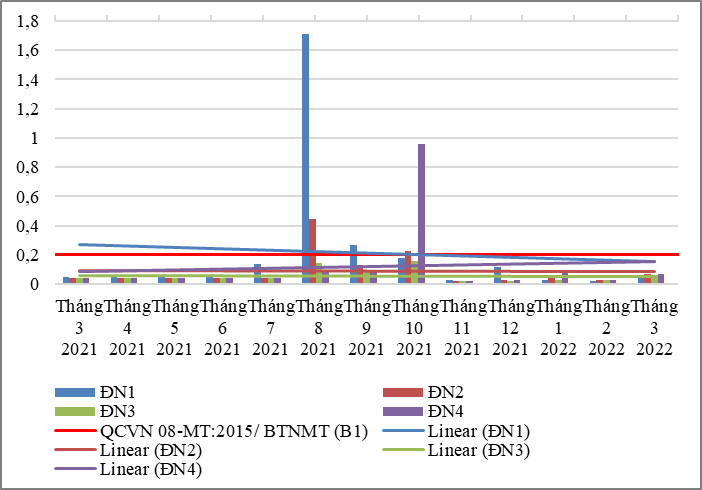 1,8
1,6
1,4
1,2
1
0,8
0,6
0,4
0,2
0
Tháng Tháng Tháng Tháng Tháng Tháng Tháng Tháng Tháng Tháng Tháng Tháng Tháng
3 4 5 6 7 8 9 10 11 12 1 2 3
2021 2021 2021 2021 2021 2021 2021 2021 2021 2021 2022 2022 2022
ĐN1 ĐN2
ĐN3 ĐN4
QCVN 08-MT:2015/ BTNMT (B1) Linear (ĐN1)
Linear (ĐN2) Linear (ĐN3)
Linear (ĐN4)